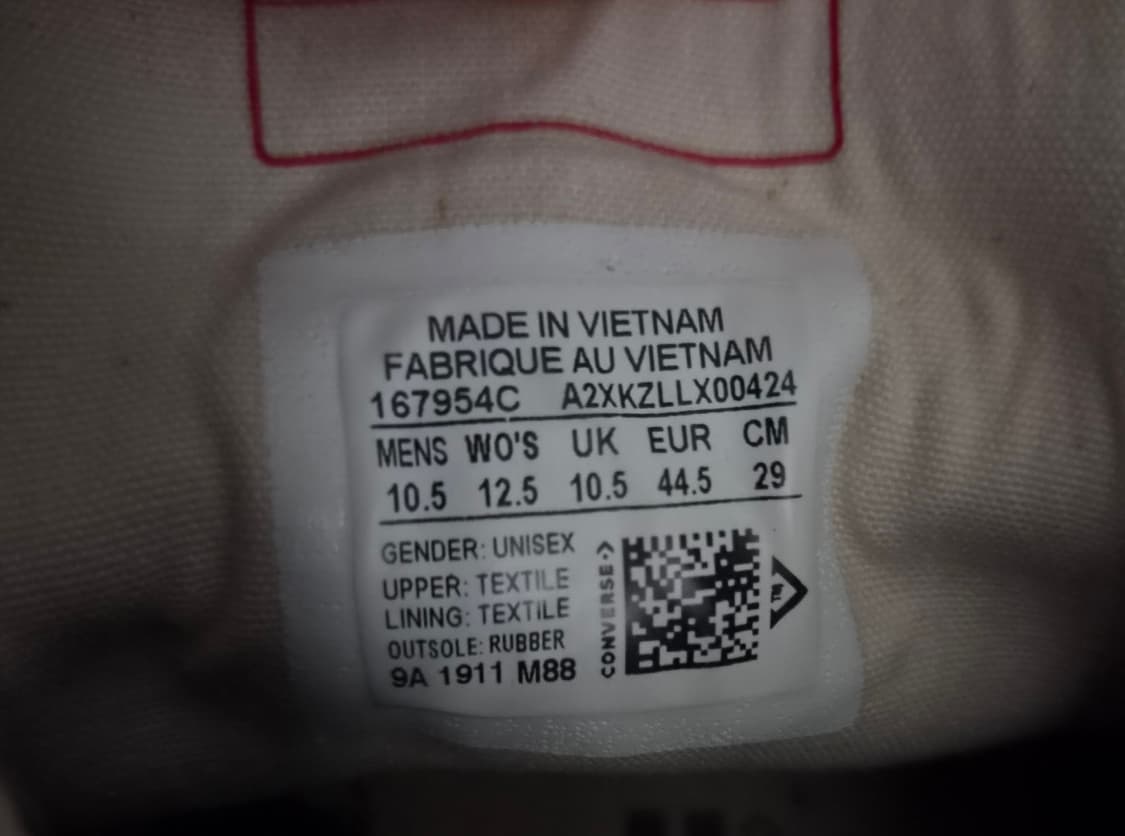 MADE IN VIETNAM
FABRIQUE AU VIETNAM
167954C A2XKZLLX00424
MENS WO'S UK EUR CM
10.5 12.5 10.5 44.5 29
GENDER: UNISEX
UPPER: TEXTILE
LINING: TEXTILE
OUTSOLE: RUBBER
9A 1911 M88
CONVERSE